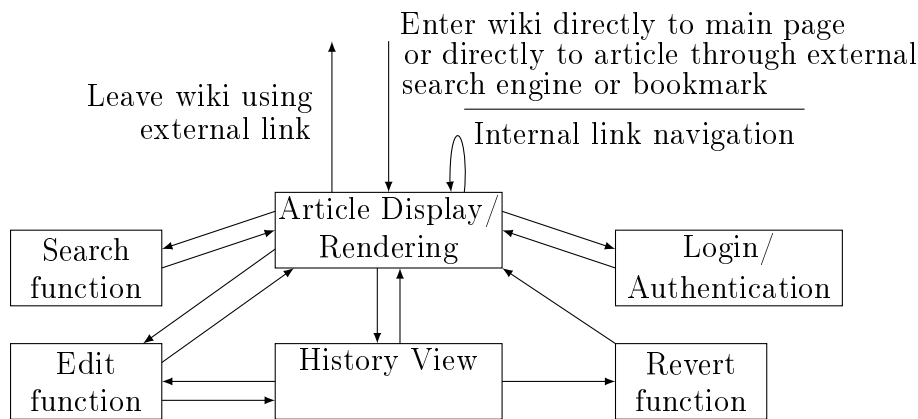 Enter wiki directly to main page
or directly to article through external
search engine or bookmark
Leave wiki using
external link
Internal link navigation
Article Display/
Rendering
Search
function
Login/
Authentication
Edit
function
History View
Revert
function